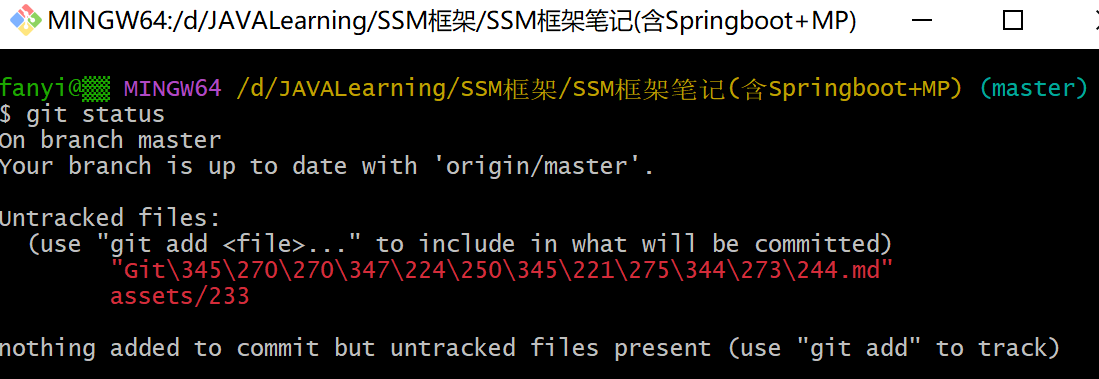 MINGW64:/d/JAVALearning/SSM框架/SSM框架笔记(含Springboot+MP)
fanyi@▒▒ MINGW64 /d/JAVALearning/SSM框架/SSM框架笔记(含Springboot+MP) (master)
$ git status
On branch master
Your branch is up to date with 'origin/master'.
Untracked files:
(use "git add <file>..." to include in what will be committed)
"Git\345\270\270\347\224\250\345\221\275\344\273\244.md"
assets/233
nothing added to commit but untracked files present (use "git add" to track)